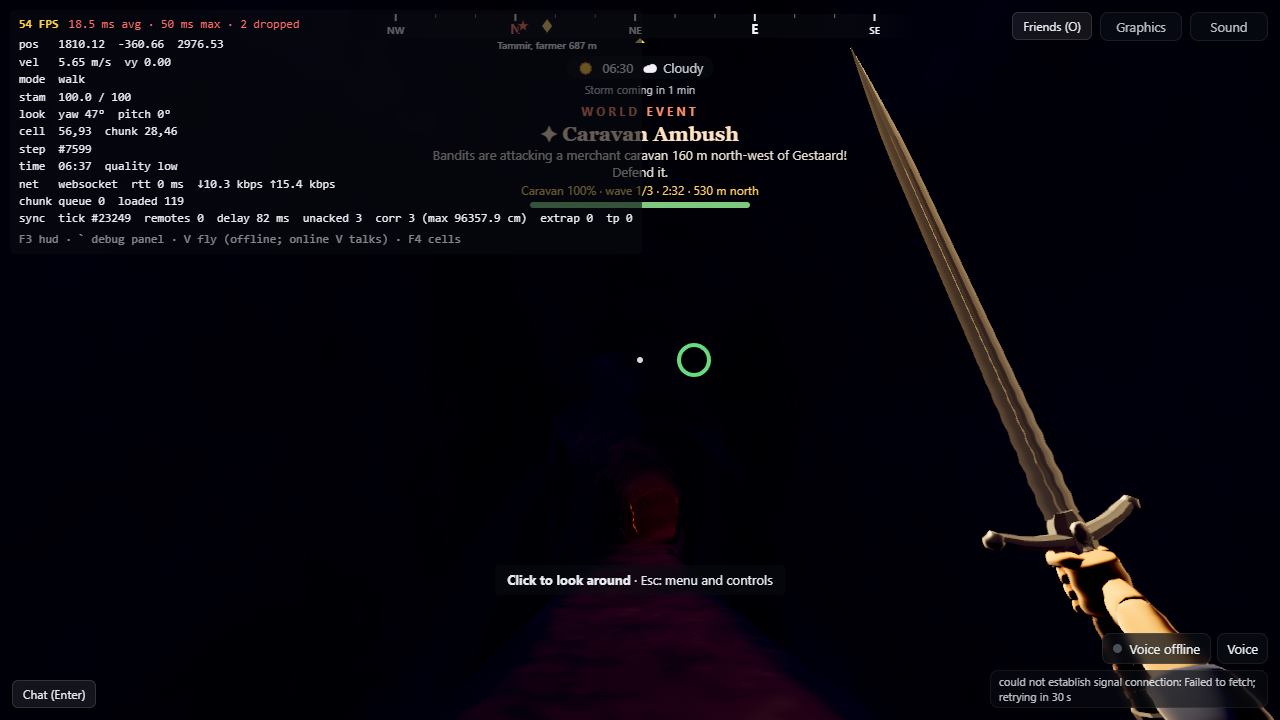 54 FPS 18.5 ms avg · 50 ms max · 2 dropped
pos 1810.12 -360.66 2976.53
vel 5.65 m/s vy 0.00
mode walk
stam 100.0 / 100
look yaw 47° pitch 0°
cell 56,93 chunk 28,46
step #7599
time 06:37 quality low
net websocket rtt 0 ms ↓10.3 kbps ↑15.4 kbps
chunk queue 0 loaded 119
sync tick #23249 remotes 0 delay 82 ms unacked 3 corr 3 (max 96357.9 cm) extrap 0 tp 0
F3 hud · ` debug panel · V fly (offline; online V talks) · F4 cells
NW N NE E SE
Tammir, farmer 687 m
06:30 Cloudy
Storm coming in 1 min
WORLD EVENT
✦ Caravan Ambush
Bandits are attacking a merchant caravan 160 m north-west of Gestaard!
Defend it.
Caravan 100% · wave 1/3 · 2:32 · 530 m north
Friends (O) Graphics Sound
Click to look around · Esc: menu and controls
Voice offline Voice
could not establish signal connection: Failed to fetch;
retrying in 30 s
Chat (Enter)